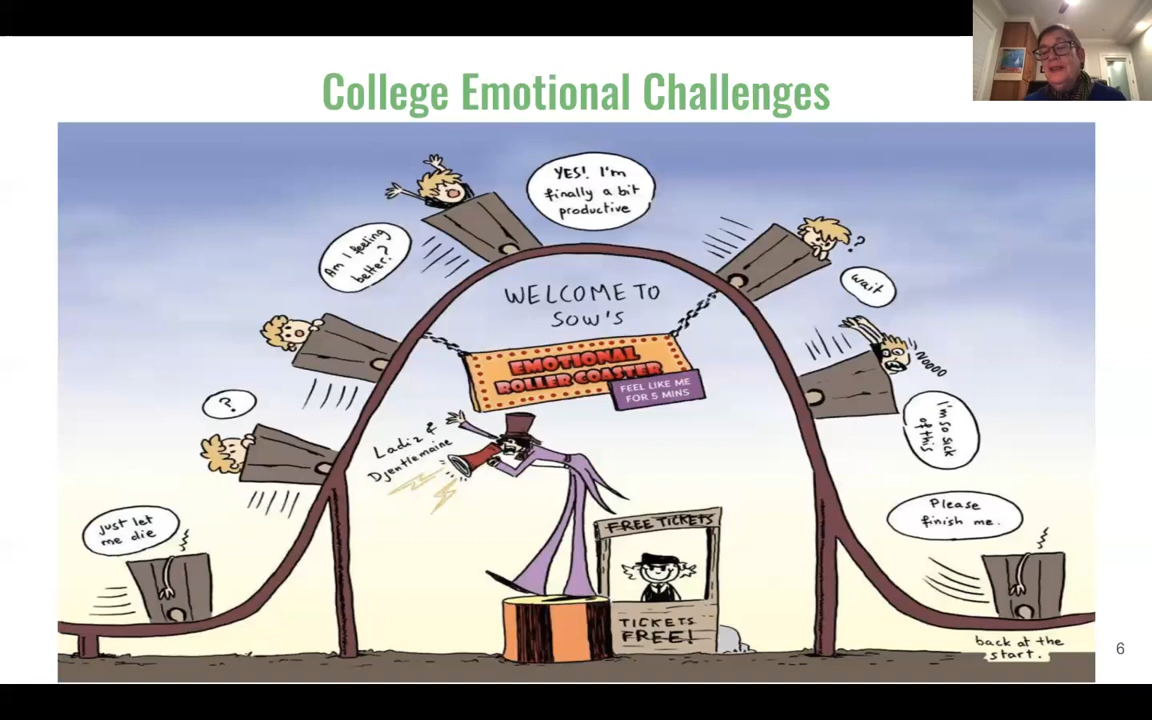 College Emotional Challenges
YES! I'm
finally a bit
productive
Am I feeling
better?
?
wait
WELCOME TO
SOW'S
EMOTIONAL
ROLLER COASTER
FEEL LIKE ME
FOR 5 MINS
NOOOO
I'm so sick
of this
?
Ladiz &
Djentlemaine
just let
me die
Please
finish me.
FREE TICKETS
TICKETS
FREE!
back at the
start.
6